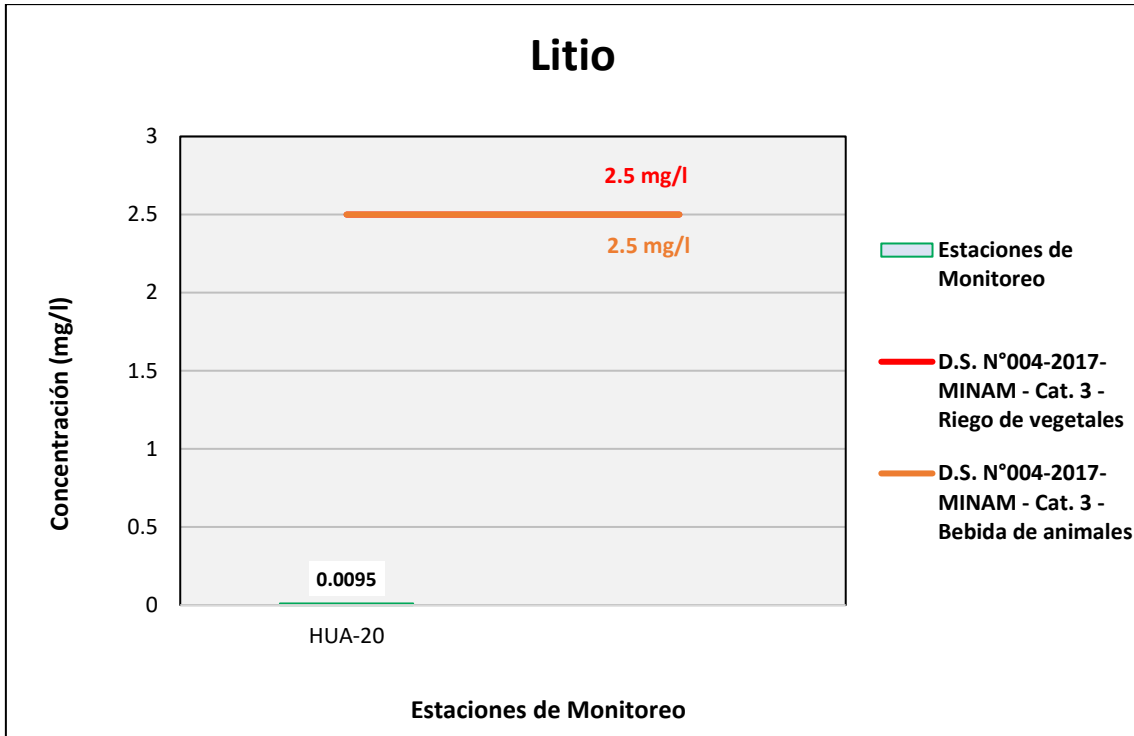 Litio
Concentración (mg/l)
3
2.5
2
1.5
1
0.5
0
2.5 mg/l
2.5 mg/l
0.0095
HUA-20
Estaciones de Monitoreo
Estaciones de
Monitoreo
D.S. N°004-2017-
MINAM - Cat. 3 -
Riego de vegetales
D.S. N°004-2017-
MINAM - Cat. 3 -
Bebida de animales